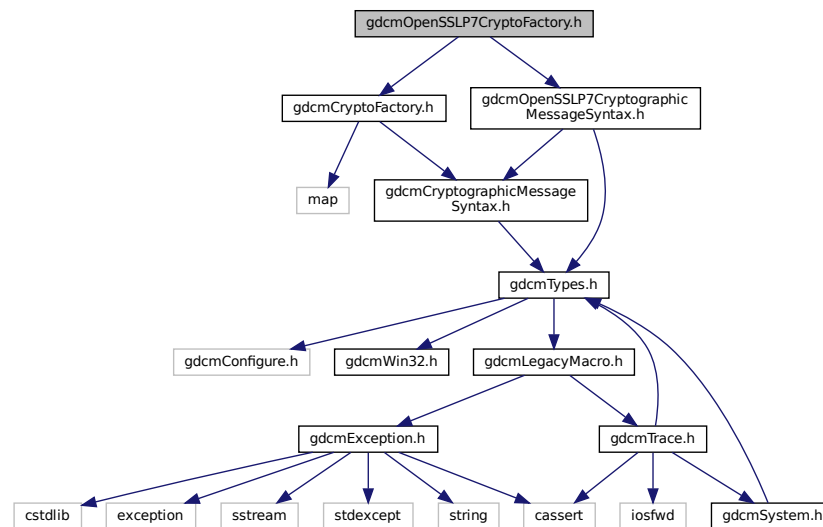 gdcmOpenSSLP7CryptoFactory.h
gdcmCryptoFactory.h
gdcmOpenSSLP7Cryptographic
MessageSyntax.h
map
gdcmCryptographicMessage
Syntax.h
gdcmTypes.h
gdcmConfigure.h
gdcmWin32.h
gdcmLegacyMacro.h
gdcmException.h
gdcmTrace.h
cstdlib
exception
sstream
stdexcept
string
cassert
iosfwd
gdcmSystem.h